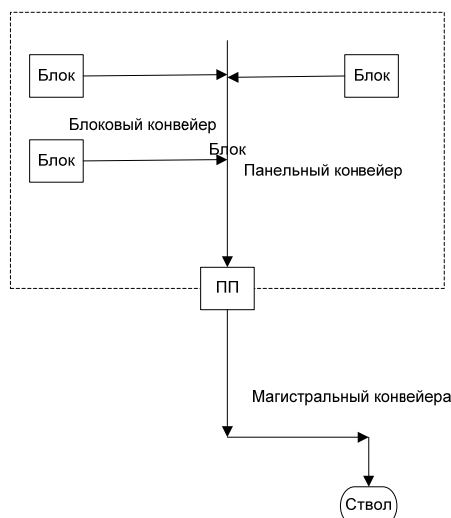 Блок
Блок
Блоковый конвейер
Блок
Блок
Панельный конвейер
ПП
Магистральный конвейера
Ствол